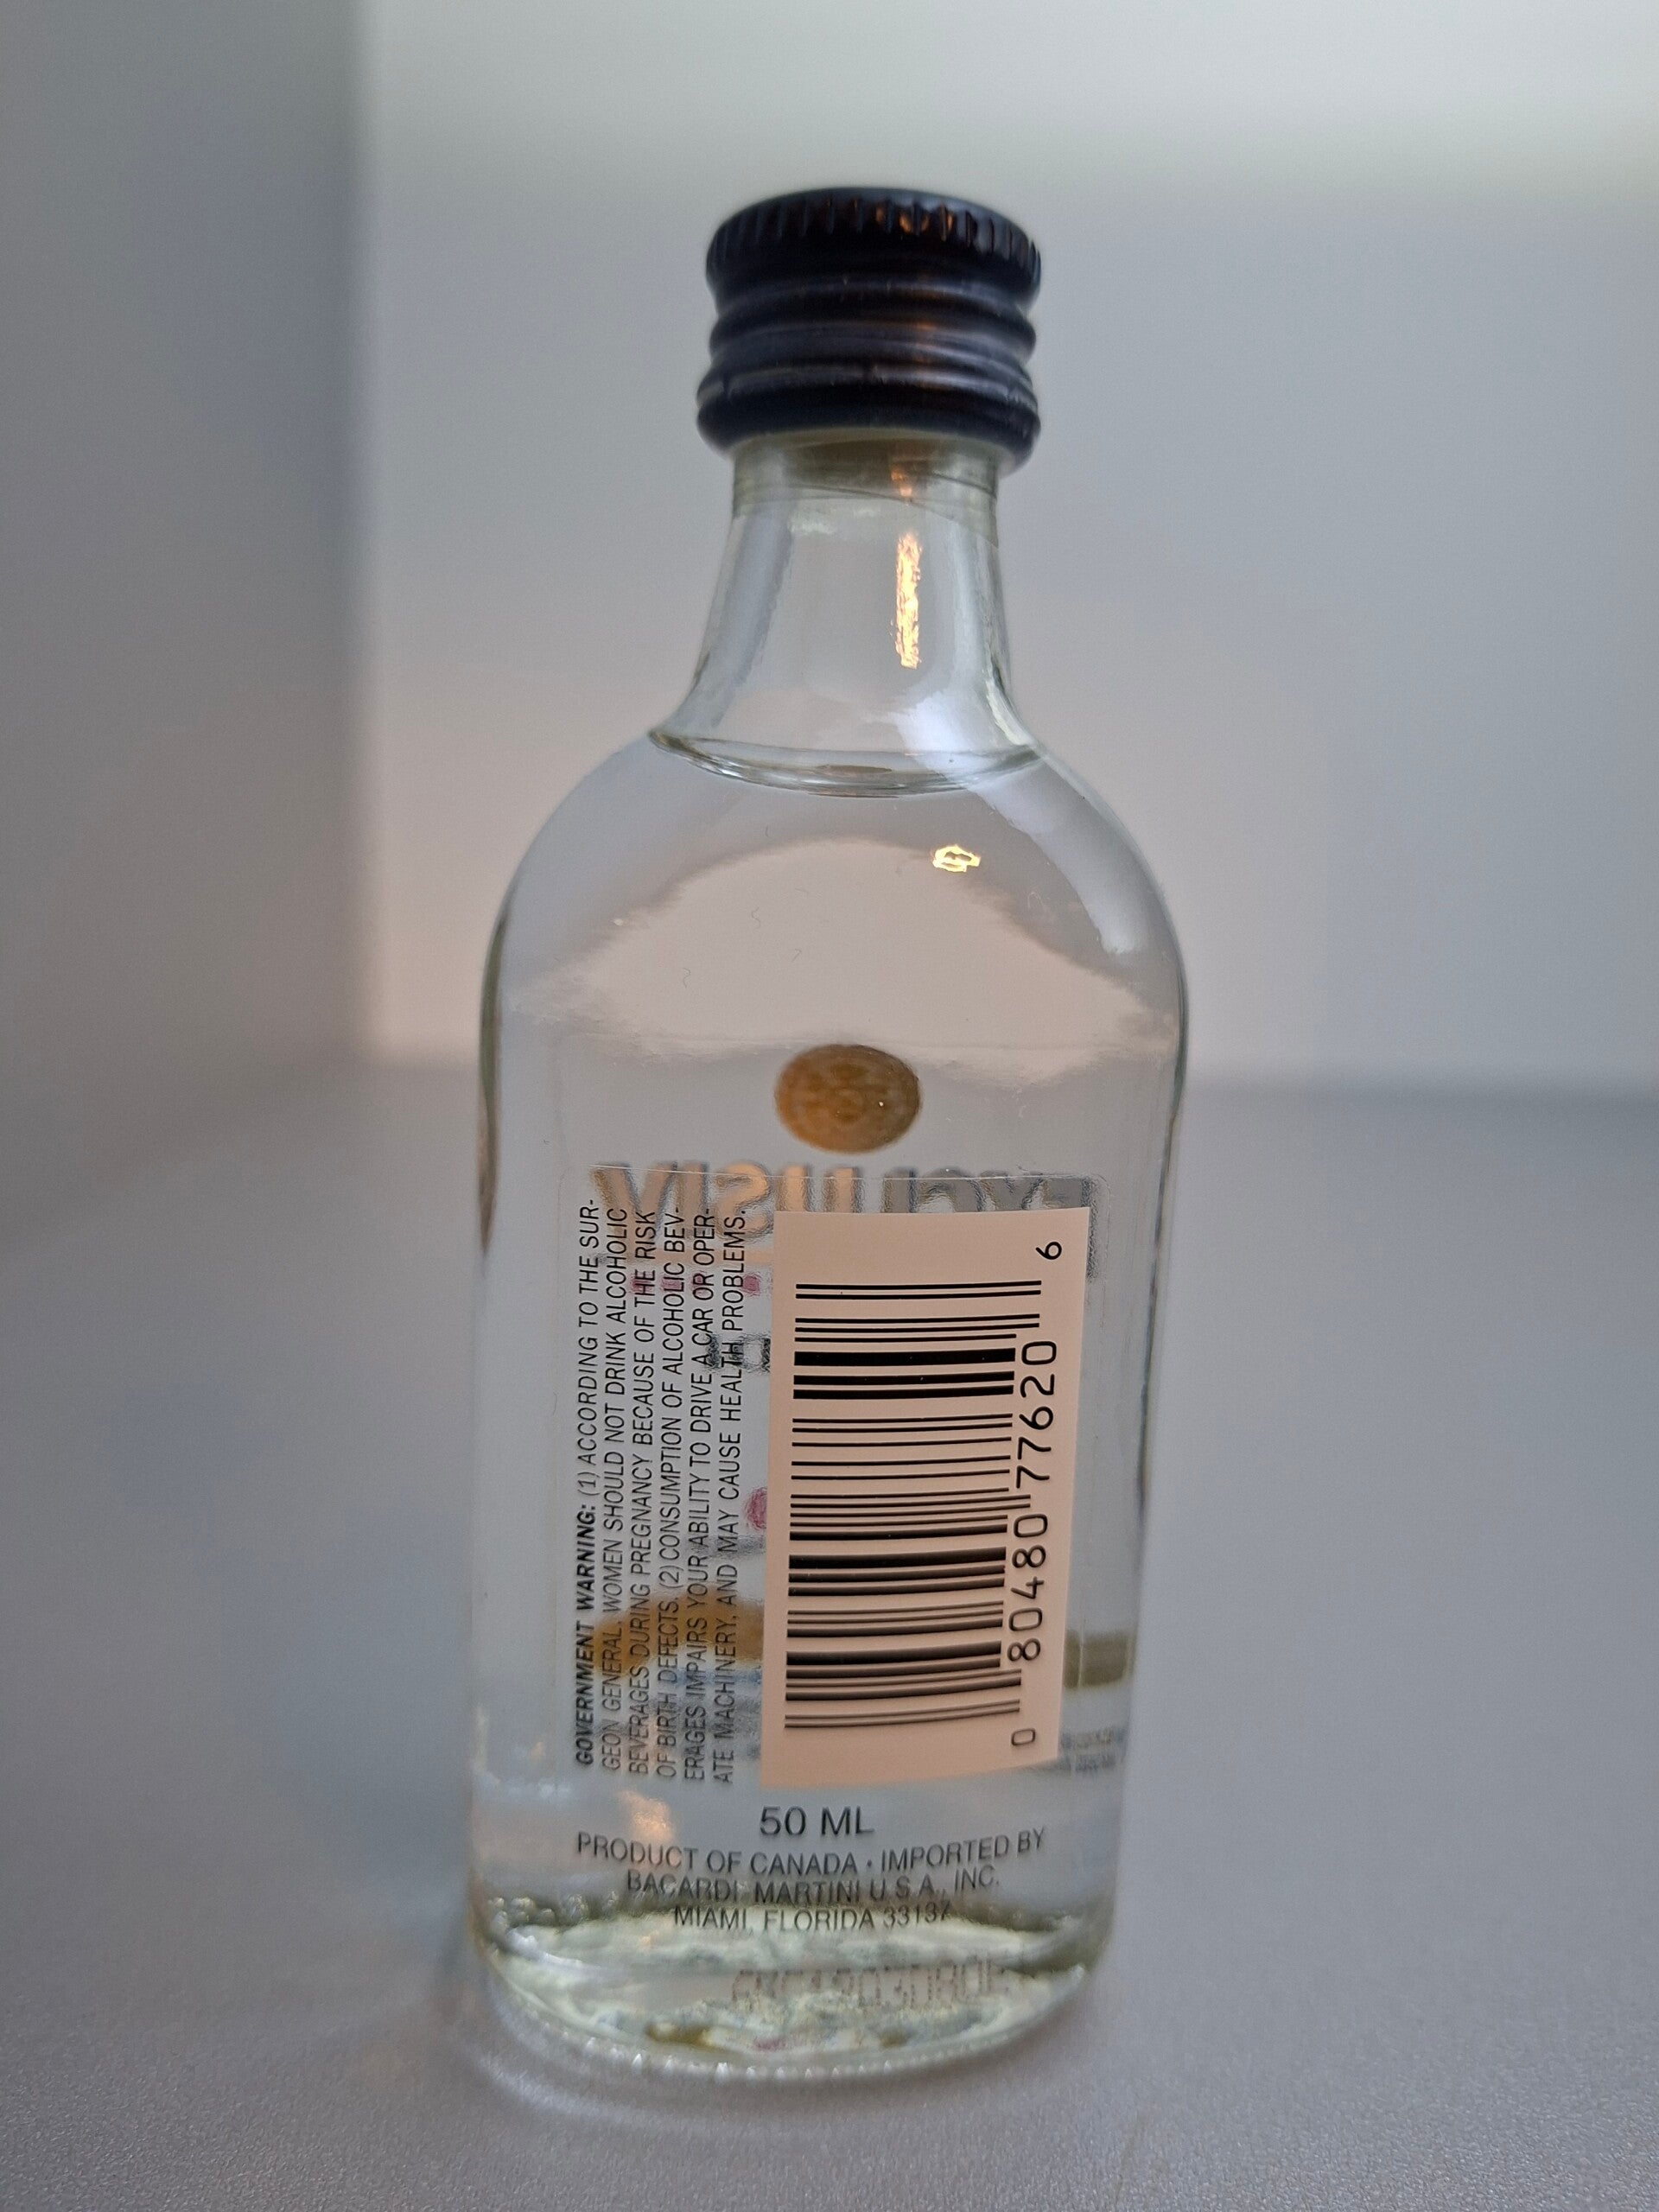 GOVERNMENT WARNING: (1) ACCORDING TO THE SUR-
GEON GENERAL, WOMEN SHOULD NOT DRINK ALCOHOLIC
BEVERAGES DURING PREGNANCY BECAUSE OF THE RISK
OF BIRTH DEFECTS. (2) CONSUMPTION OF ALCOHOLIC BEV-
ERAGES IMPAIRS YOUR ABILITY TO DRIVE A CAR OR OPER-
ATE MACHINERY, AND MAY CAUSE HEALTH PROBLEMS.
0 80480 77620 6
50 ML
PRODUCT OF CANADA • IMPORTED BY
BACARDI MARTINI U.S.A., INC.
MIAMI, FLORIDA 33137